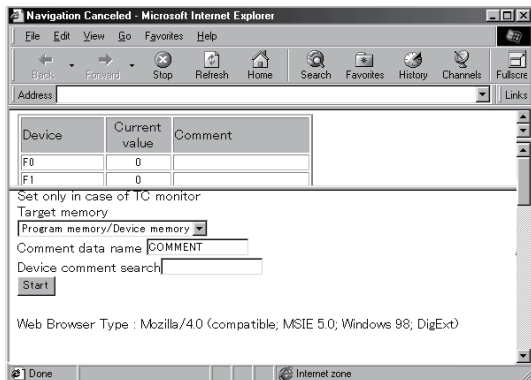 Navigation Canceled - Microsoft Internet Explorer
File Edit View Go Favorites Help
Back Forward Stop Refresh Home Search Favorites History Channels Fullscre
Address Links
Device Current value Comment
F0 0
F1 0
Set only in case of TC monitor
Target memory
Program memory/Device memory
Comment data name COMMENT
Device comment search
Start
Web Browser Type : Mozilla/4.0 (compatible; MSIE 5.0; Windows 98; DigExt)
Done Internet zone